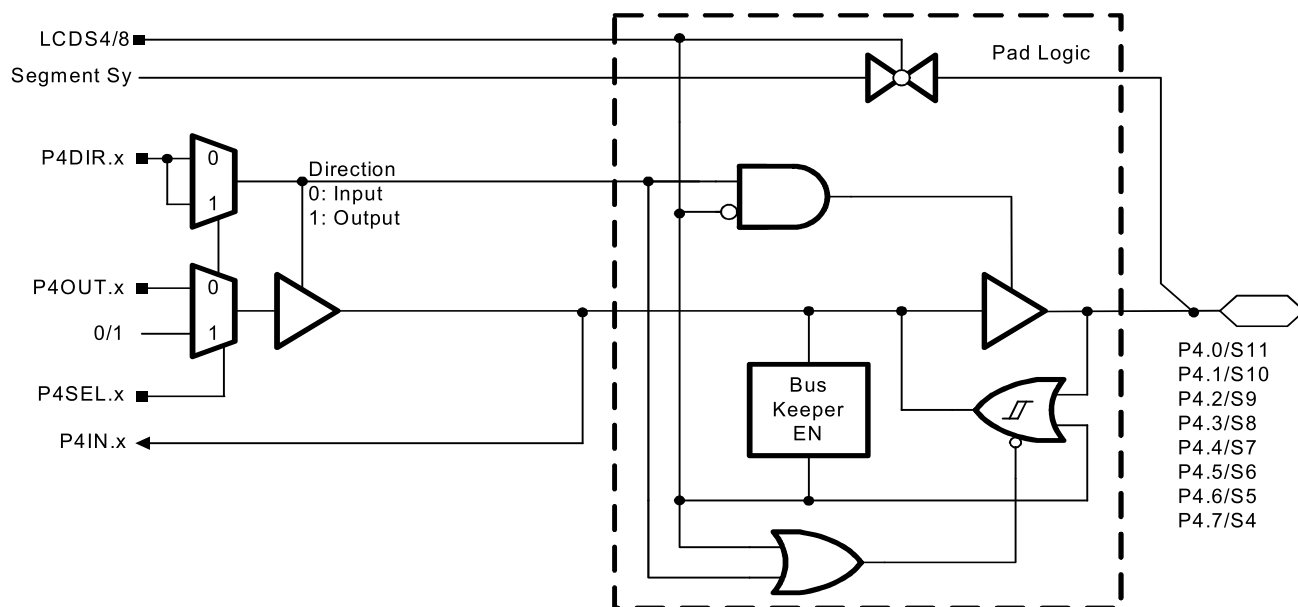 LCDS4/8
Segment Sy
Pad Logic
P4DIR.x
0
1
Direction
0: Input
1: Output
P4OUT.x
0
0/1
1
P4SEL.x
P4IN.x
Bus
Keeper
EN
P4.0/S11
P4.1/S10
P4.2/S9
P4.3/S8
P4.4/S7
P4.5/S6
P4.6/S5
P4.7/S4